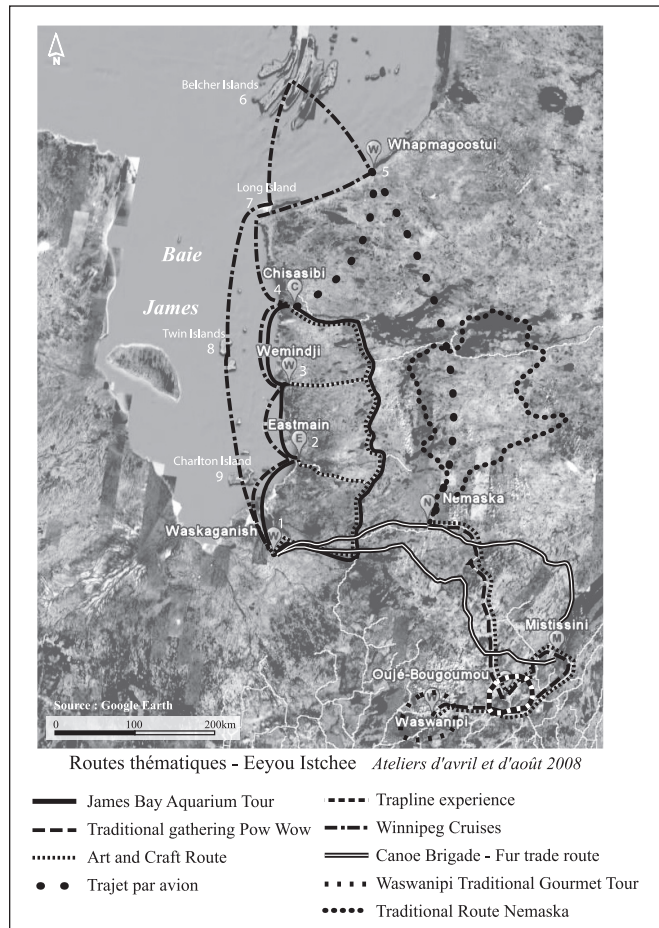 N
Belcher Islands
6
W
Whapmagoostui
5
Long Island
7
Baie
James
Chisasibi
4
C
Twin Islands
8
Wemindji
W
3
Eastmain
E
2
Charlton Island
9
N
Nemaska
Waskaganish
1
W
Mistissini
M
Oujé-Bougoumou
Waswanipi
Source : Google Earth
0 100 200km
Routes thématiques - Eeyou Istchee Ateliers d'avril et d'août 2008
James Bay Aquarium Tour
Traditional gathering Pow Wow
Art and Craft Route
Trajet par avion
Trapline experience
Winnipeg Cruises
Canoe Brigade - Fur trade route
Waswanipi Traditional Gourmet Tour
Traditional Route Nemaska